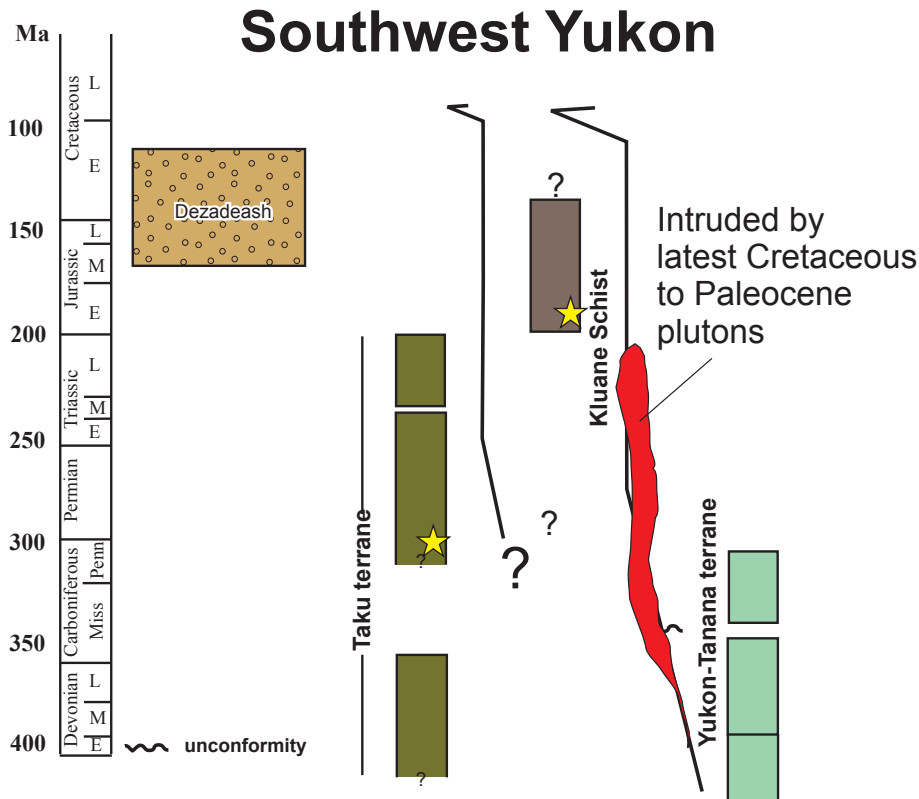 Southwest Yukon
Ma
Cretaceous
L
100
E
Dezadeash
150
Jurassic
L
M
E
200
Triassic
L
M
E
250
Permian
300
Carboniferous
Penn
Miss
350
Devonian
L
M
E
400
unconformity
Taku terrane
?
?
?
?
?
Kluane Schist
Intruded by
latest Cretaceous
to Paleocene
plutons
Yukon-Tanana terrane